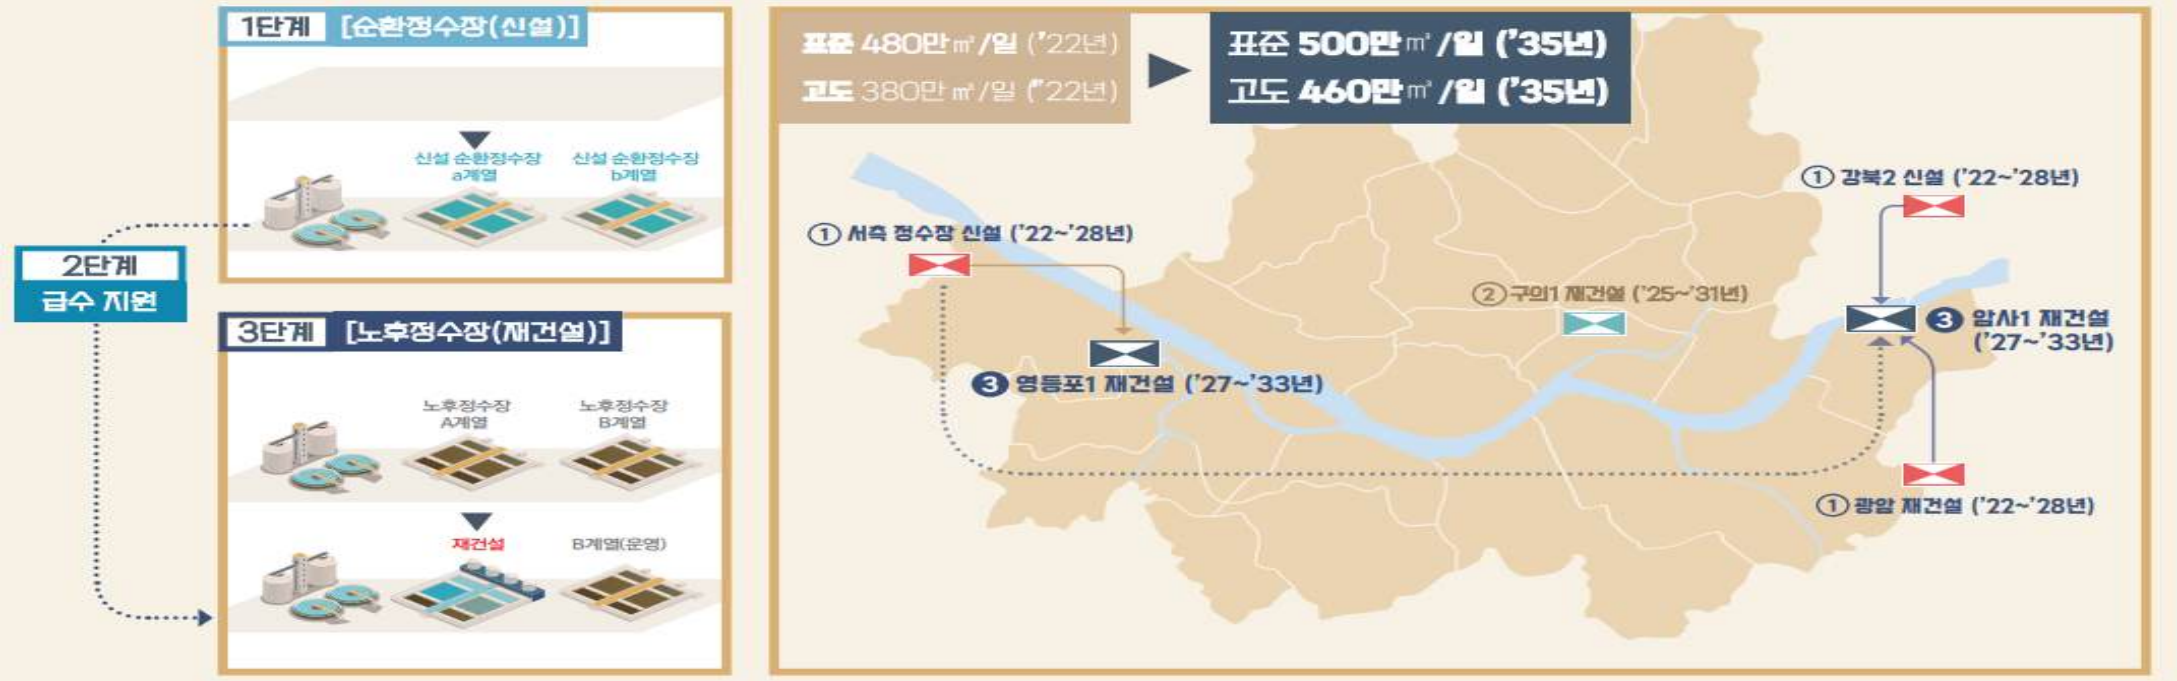 1단계 [순환정수장(신설)]
신설 순환정수장
a계열
신설 순환정수장
b계열
2단계
급수 지원
3단계 [노후정수장(재건설)]
노후정수장
A계열
노후정수장
B계열
재건설
B계열(운영)
표준 480만㎥/일 ('22년)
고도 380만㎥/일 ("22년)
표준 500만㎥/일 ('35년)
고도 460만㎥/일 ('35년)
① 강북2 신설 ('22~'28년)
① 서측 정수장 신설 ('22~'28년)
② 구의1 재건설 ('25~'31년)
❸ 암사1 재건설
('27~'33년)
❸ 영등포1 재건설 ('27~'33년)
① 광암 재건설 ('22~'28년)